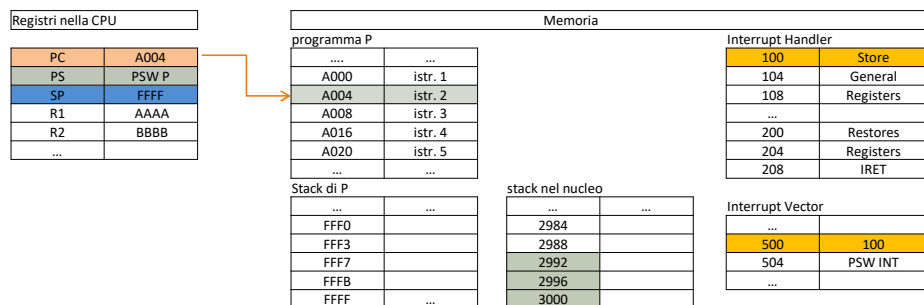 Registri nella CPU
Memoria
programma P
Interrupt Handler
PC A004
PS PSW P
SP FFFF
R1 AAAA
R2 BBBB
…
…. …
A000 istr. 1
A004 istr. 2
A008 istr. 3
A016 istr. 4
A020 istr. 5
… …
100 Store
104 General
108 Registers
…
200 Restores
204 Registers
208 IRET
Stack di P
… …
FFF0
FFF3
FFF7
FFFB
FFFF …
stack nel nucleo
… …
2984
2988
2992
2996
3000
Interrupt Vector
…
500 100
504 PSW INT
…